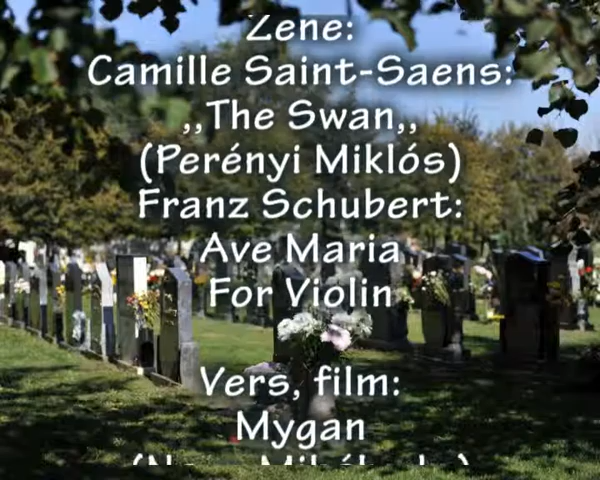 Zene:
Camille Saint-Saens:
,,The Swan,,
(Perényi Miklós)
Franz Schubert:
Ave Maria
For Violin
Vers, film:
Mygan